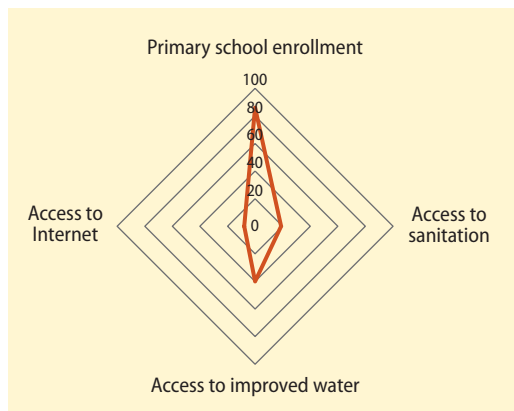 Primary school enrollment
100
80
60
40
20
0
Access to
Internet
Access to
sanitation
Access to improved water